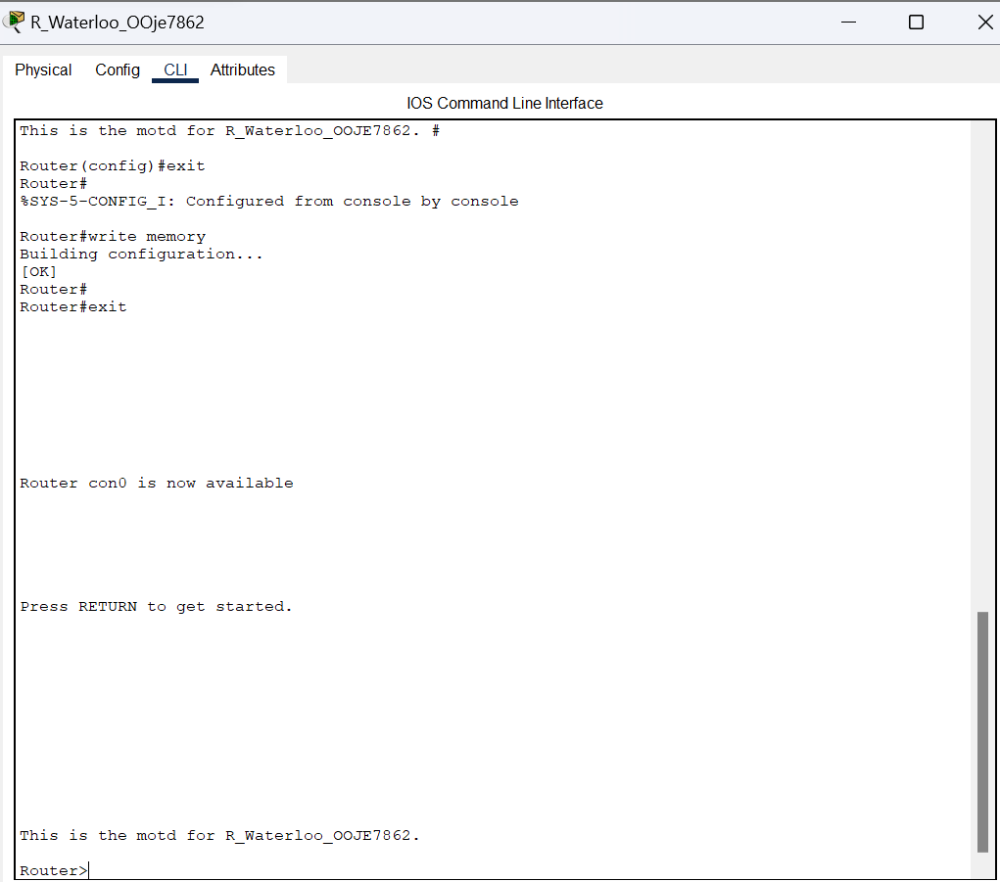 R_Waterloo_OOje7862
Physical Config CLI Attributes
IOS Command Line Interface
This is the motd for R_Waterloo_OOJE7862. #
Router(config)#exit
Router#
%SYS-5-CONFIG_I: Configured from console by console
Router#write memory
Building configuration...
[OK]
Router#
Router#exit
Router con0 is now available
Press RETURN to get started.
This is the motd for R_Waterloo_OOJE7862.
Router>